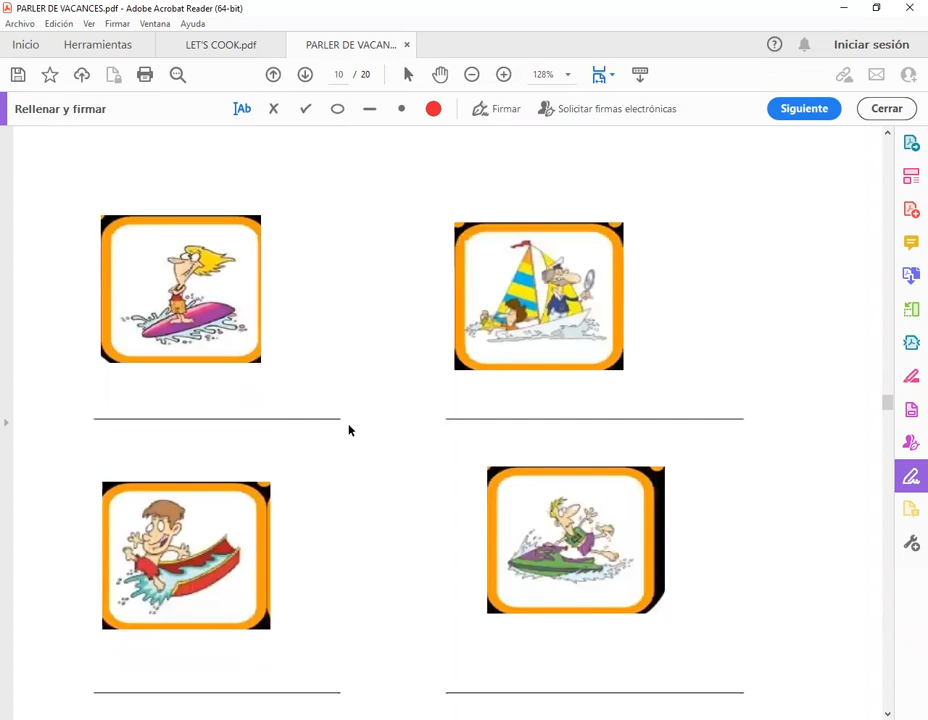 PARLER DE VACANCES.pdf - Adobe Acrobat Reader (64-bit)
Archivo Edición Ver Firmar Ventana Ayuda
Inicio Herramientas LET'S COOK.pdf PARLER DE VACAN... × Iniciar sesión
10 / 20 128%
Rellenar y firmar Ab Firmar Solicitar firmas electrónicas Siguiente Cerrar